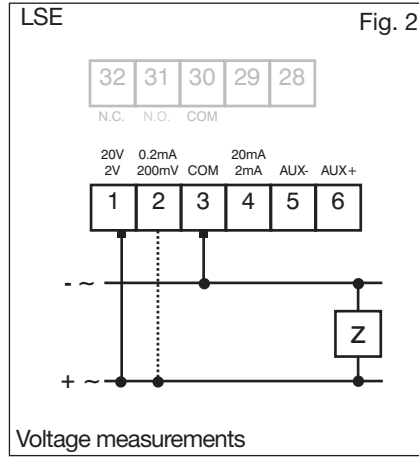 LSE Fig. 2
32 31 30 29 28
N.C. N.O. COM
20V 0.2mA 20mA
2V 200mV COM 2mA AUX- AUX+
1 2 3 4 5 6
- ~
Z
+ ~
Voltage measurements